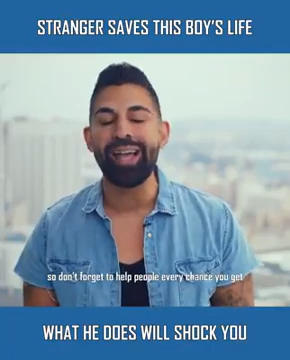 STRANGER SAVES THIS BOY'S LIFE
so don't forget to help people every chance you get
WHAT HE DOES WILL SHOCK YOU